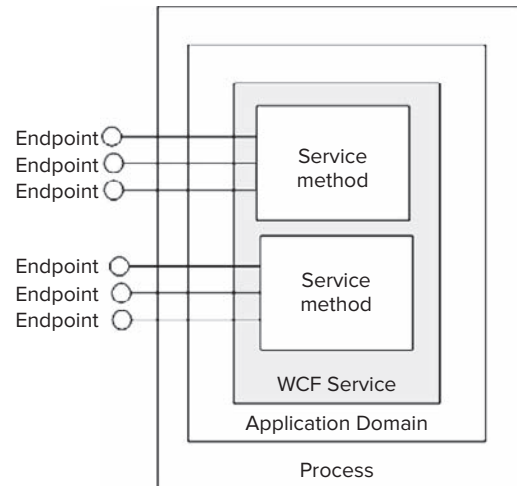 Endpoint
Endpoint
Endpoint
Service
method
Endpoint
Endpoint
Endpoint
Service
method
WCF Service
Application Domain
Process